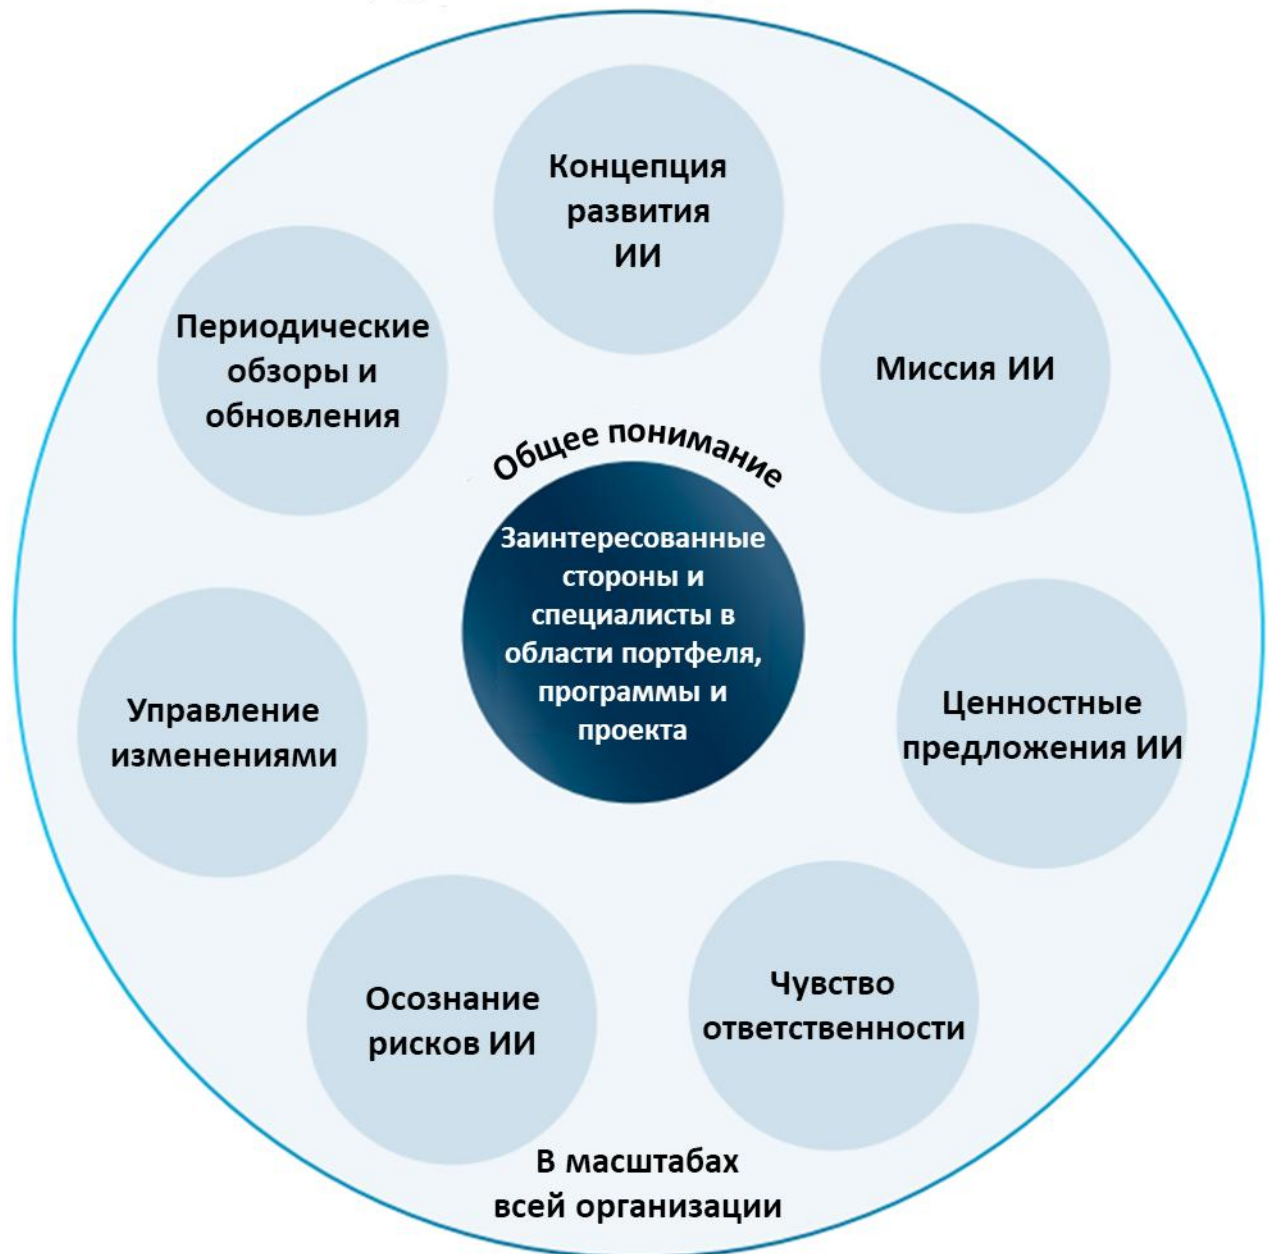 Концепция
развития
ИИ
Периодические
обзоры и
обновления
Миссия ИИ
Общее понимание
Заинтересованные
стороны и
специалисты в
области портфеля,
программы и
проекта
Управление
изменениями
Ценностные
предложения ИИ
Осознание
рисков ИИ
Чувство
ответственности
В масштабах
всей организации